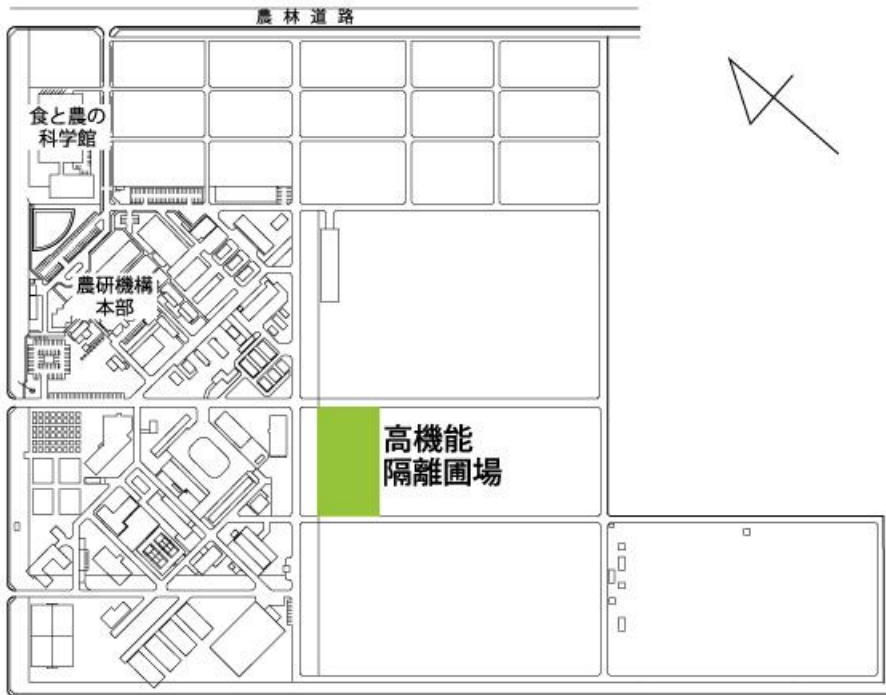 農林道路
食と農の
科学館
農研機構
本部
高機能
隔離圃場